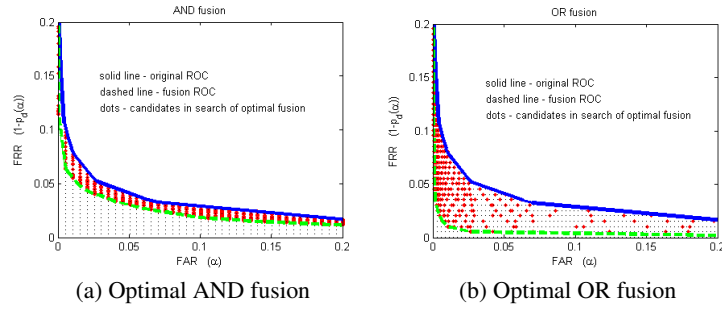 AND fusion
0.2
0.15
0.1
0.05
0
0 0.05 0.1 0.15 0.2
FRR (1-p_d(α))
FAR (α)
solid line - original ROC
dashed line - fusion ROC
dots - candidates in search of optimal fusion
(a) Optimal AND fusion
OR fusion
0.2
0.15
0.1
0.05
0
0 0.05 0.1 0.15 0.2
FRR (1-p_d(α))
FAR (α)
solid line - original ROC
dashed line - fusion ROC
dots - candidates in search of optimal fusion
(b) Optimal OR fusion